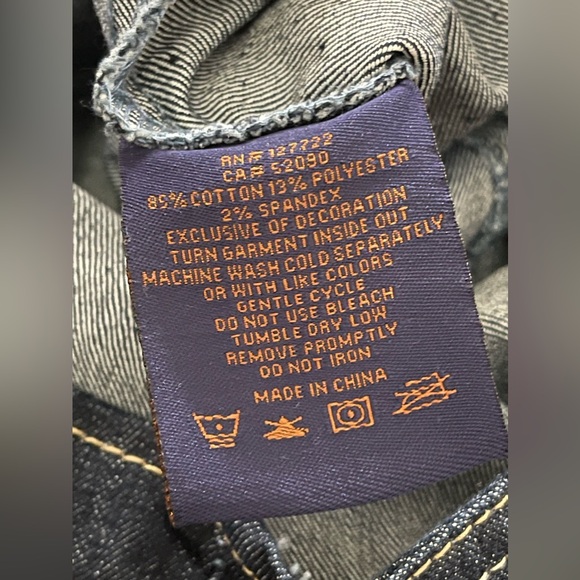 RN# 127722
CA# 52090
85% COTTON 13% POLYESTER
2% SPANDEX
EXCLUSIVE OF DECORATION
TURN GARMENT INSIDE OUT
MACHINE WASH COLD SEPARATELY
OR WITH LIKE COLORS
GENTLE CYCLE
DO NOT USE BLEACH
TUMBLE DRY LOW
REMOVE PROMPTLY
DO NOT IRON
MADE IN CHINA